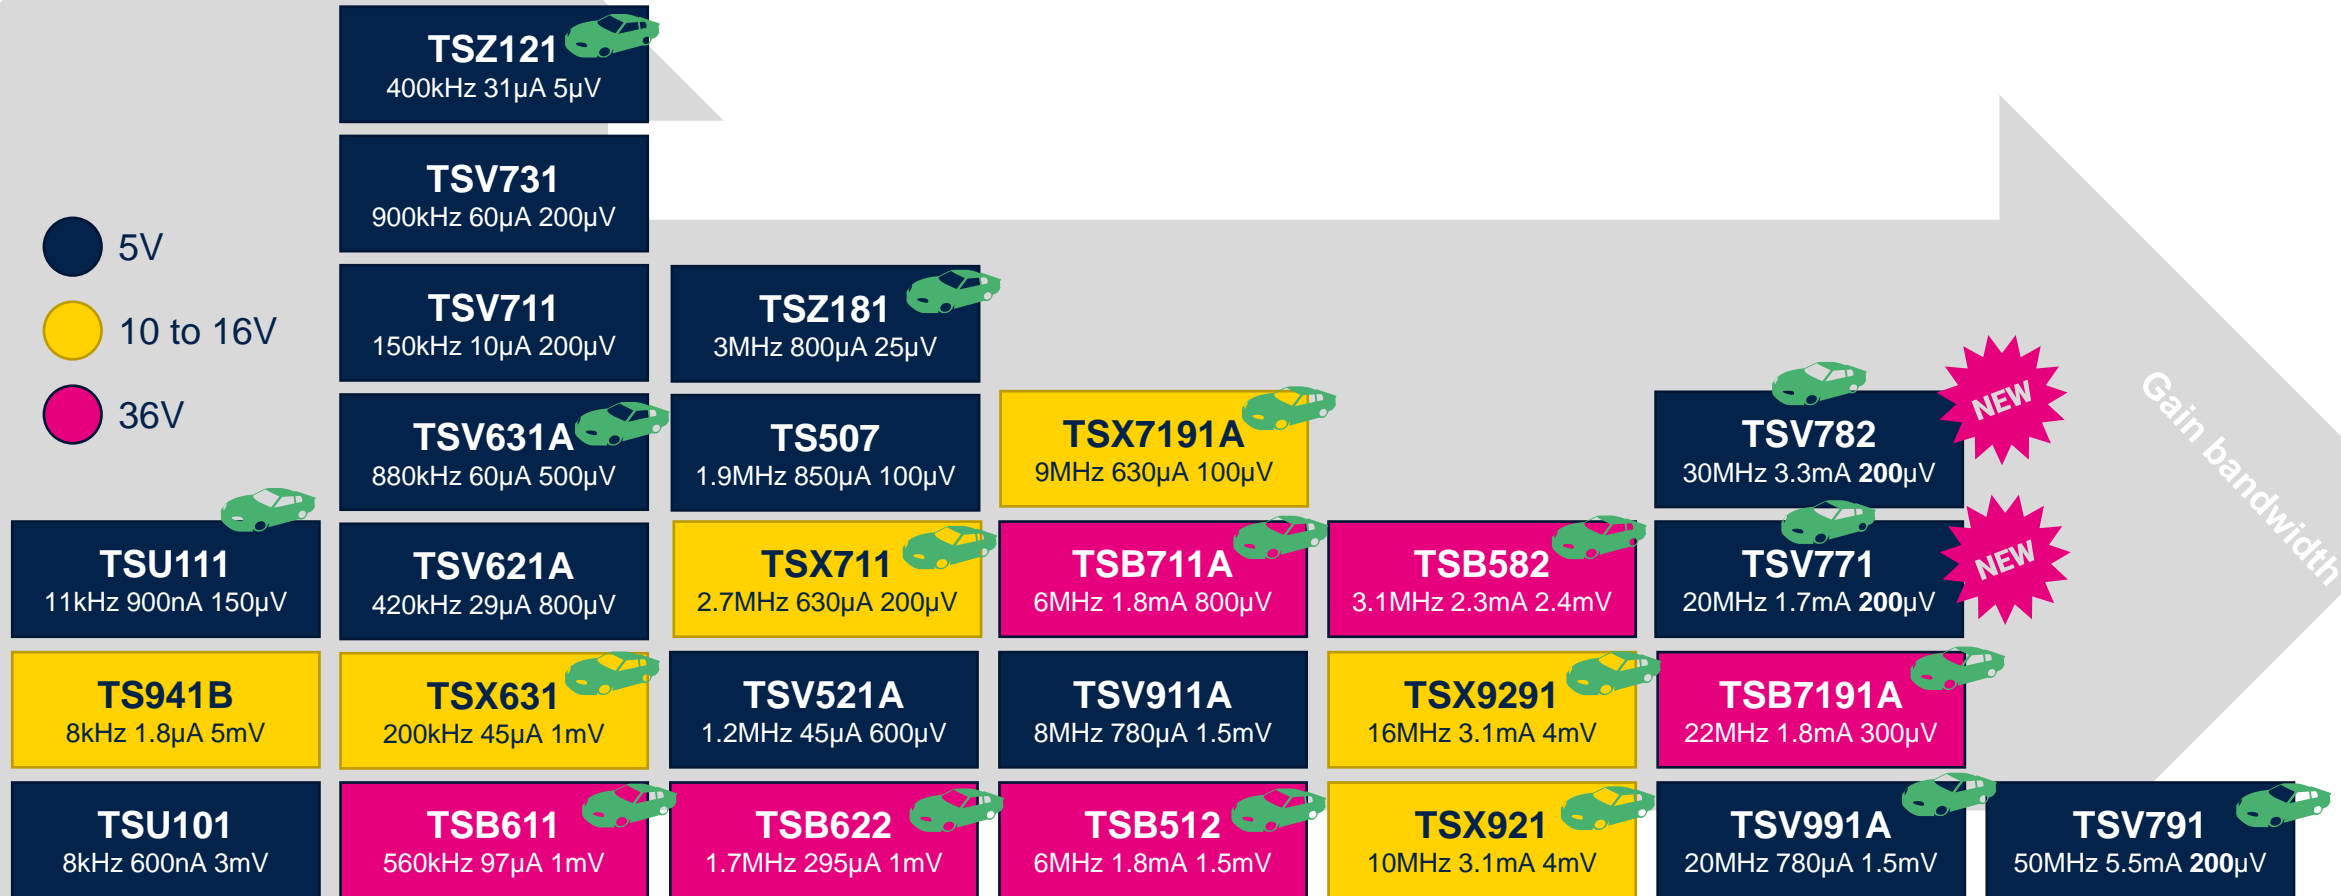 TSZ121
400kHz 31µA 5µV
TSV731
900kHz 60µA 200µV
5V
10 to 16V
36V
TSV711
150kHz 10µA 200µV
TSZ181
3MHz 800µA 25µV
TSV631A
880kHz 60µA 500µV
TS507
1.9MHz 850µA 100µV
TSX7191A
9MHz 630µA 100µV
TSV782
30MHz 3.3mA 200µV
NEW
Gain bandwidth
TSU111
11kHz 900nA 150µV
TSV621A
420kHz 29µA 800µV
TSX711
2.7MHz 630µA 200µV
TSB711A
6MHz 1.8mA 800µV
TSB582
3.1MHz 2.3mA 2.4mV
TSV771
20MHz 1.7mA 200µV
NEW
TS941B
8kHz 1.8µA 5mV
TSX631
200kHz 45µA 1mV
TSV521A
1.2MHz 45µA 600µV
TSV911A
8MHz 780µA 1.5mV
TSX9291
16MHz 3.1mA 4mV
TSB7191A
22MHz 1.8mA 300µV
TSU101
8kHz 600nA 3mV
TSB611
560kHz 97µA 1mV
TSB622
1.7MHz 295µA 1mV
TSB512
6MHz 1.8mA 1.5mV
TSX921
10MHz 3.1mA 4mV
TSV991A
20MHz 780µA 1.5mV
TSV791
50MHz 5.5mA 200µV